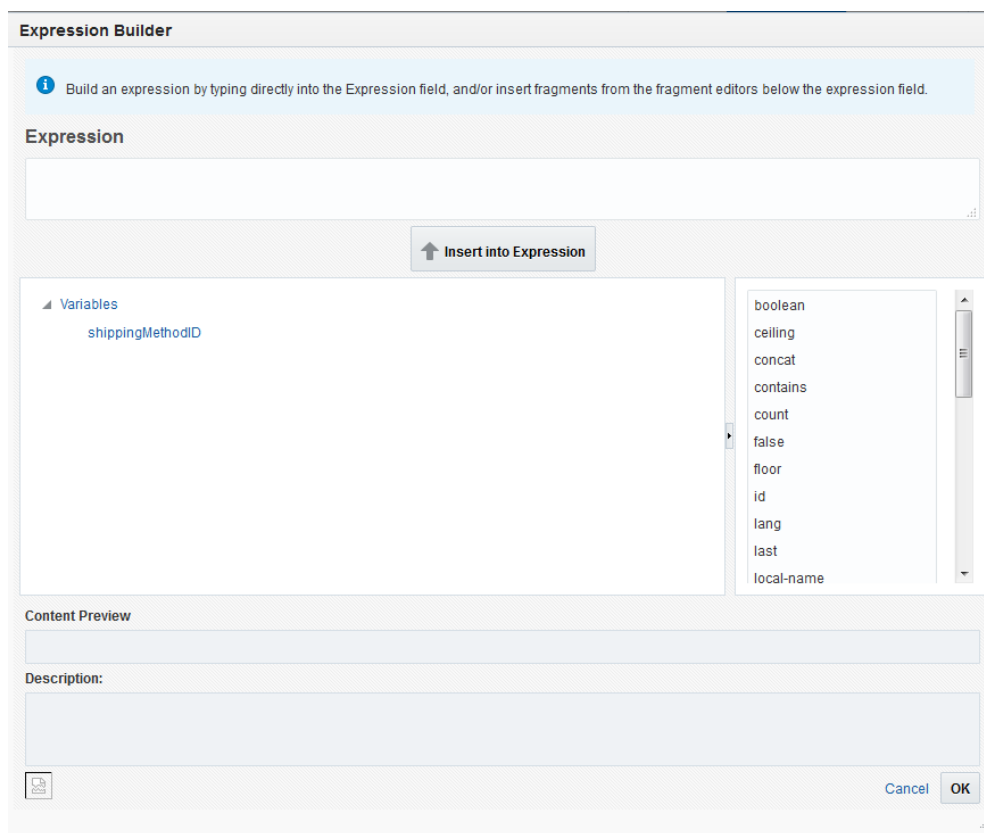 Expression Builder
Build an expression by typing directly into the Expression field, and/or insert fragments from the fragment editors below the expression field.
Expression
Insert into Expression
Variables
shippingMethodID
boolean
ceiling
concat
contains
count
false
floor
id
lang
last
local-name
Content Preview
Description:
Cancel OK